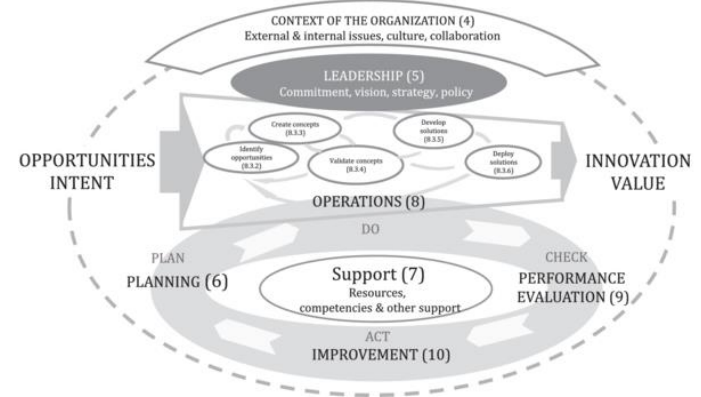 CONTEXT OF THE ORGANIZATION (4)
External & internal issues, culture, collaboration
LEADERSHIP (5)
Commitment, vision, strategy, policy
Create concepts
(8.3.3)
Develop
solutions
(8.3.5)
Identify
opportunities
(8.3.2)
Validate concepts
(8.3.4)
Deploy
solutions
(8.3.6)
OPPORTUNITIES
INTENT
INNOVATION
VALUE
OPERATIONS (8)
DO
PLAN
PLANNING (6)
CHECK
PERFORMANCE
EVALUATION (9)
Support (7)
Resources,
competencies & other support
ACT
IMPROVEMENT (10)